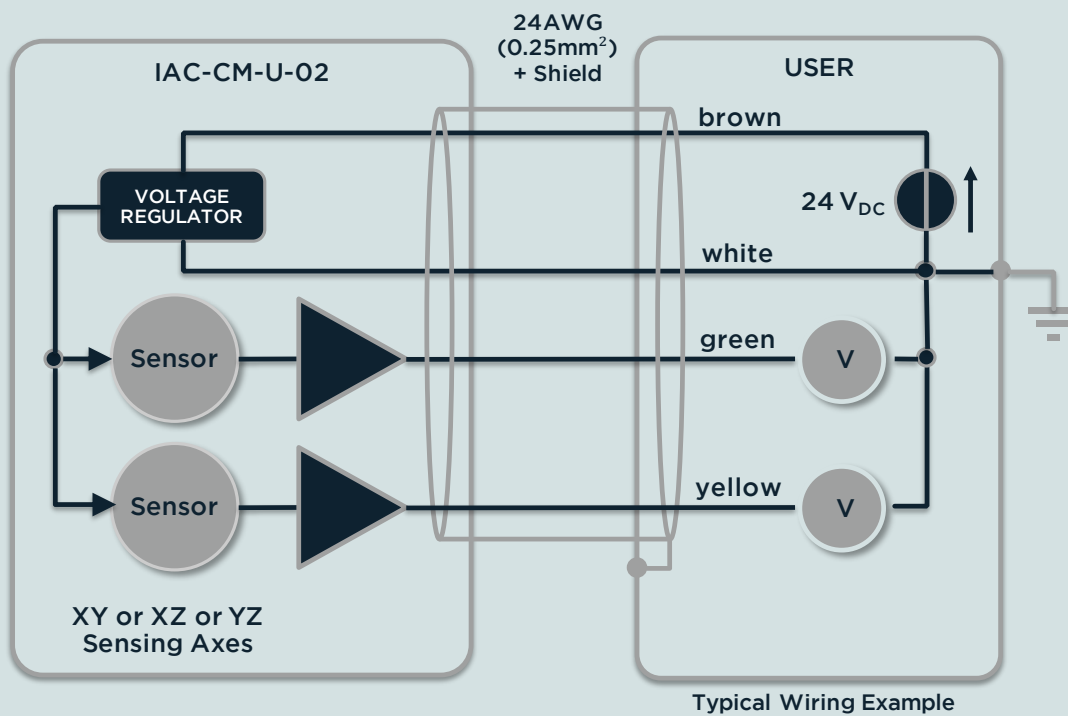 24AWG
(0.25mm²)
+ Shield
IAC-CM-U-02
USER
brown
VOLTAGE
REGULATOR
24 VDC
white
Sensor
green
V
Sensor
yellow
V
XY or XZ or YZ
Sensing Axes
Typical Wiring Example